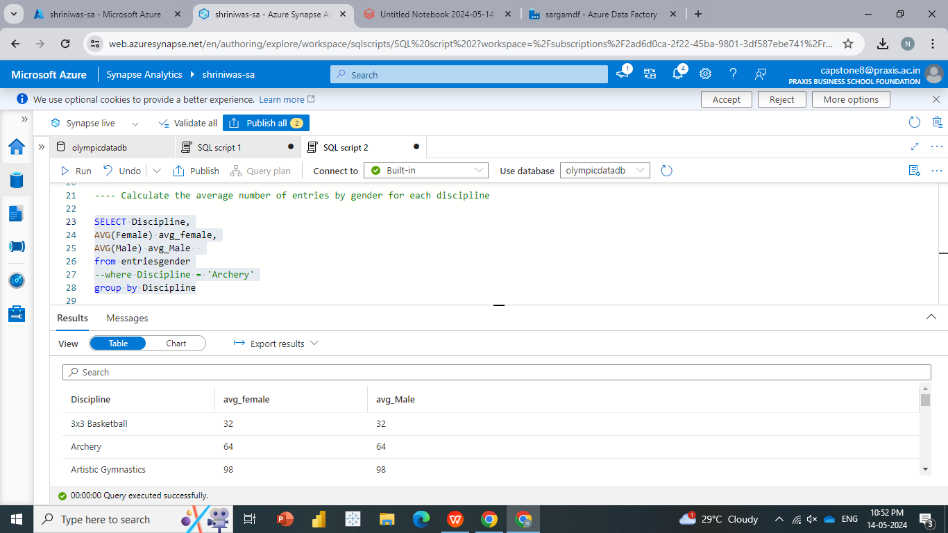 shriniwas-sa - Microsoft Azure
shriniwas-sa - Azure Synapse A
Untitled Notebook 2024-05-14
sargamdf - Azure Data Factory
web.azuresynapse.net/en/authoring/explore/workspace/sqlscripts/SQL%20script%202?workspace=%2Fsubscriptions%2F2ad6d0ca-2f22-45ba-9801-3df587ebe741%2Fr...
N
Microsoft Azure
Synapse Analytics
shriniwas-sa
Search
1
4
capstone8@praxis.ac.in
PRAXIS BUSINESS SCHOOL FOUNDATION
We use optional cookies to provide a better experience. Learn more
Accept
Reject
More options
Synapse live
Validate all
Publish all 2
olympicdatadb
SQL script 1
SQL script 2
Run
Undo
Publish
Query plan
Connect to
Built-in
Use database
olympicdatadb
20
21 ---- Calculate the average number of entries by gender for each discipline
22
23 SELECT Discipline,
24 AVG(Female) avg_female,
25 AVG(Male) avg_Male
26 from entriesgender
27 --where Discipline = 'Archery'
28 group by Discipline
29
Results
Messages
View
Table
Chart
Export results
Search
Discipline avg_female avg_Male
3x3 Basketball 32 32
Archery 64 64
Artistic Gymnastics 98 98
00:00:00 Query executed successfully.
Type here to search
29°C Cloudy
ENG
10:52 PM
14-05-2024
3